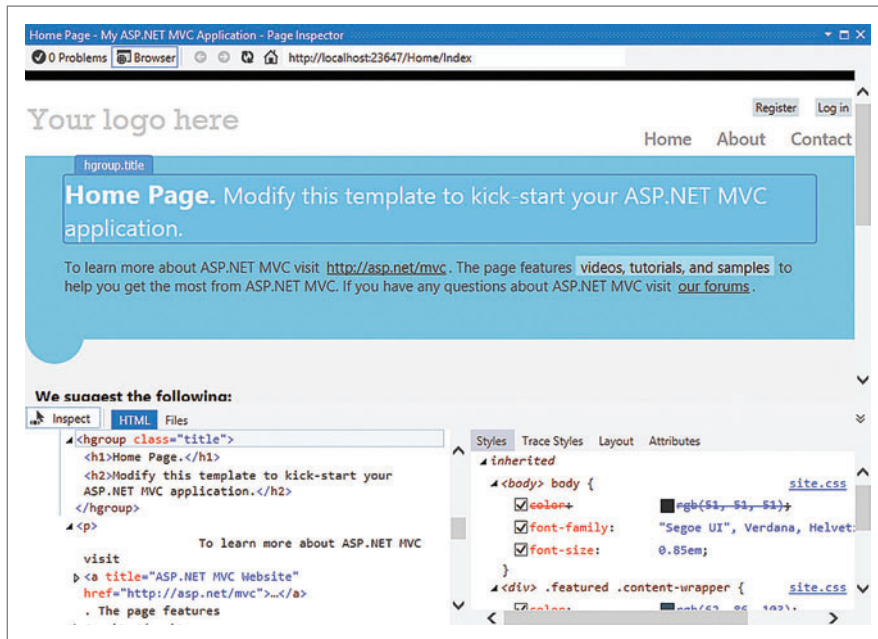 Home Page - My ASP.NET MVC Application - Page Inspector
0 Problems Browser http://localhost:23647/Home/Index
Register Log in
Your logo here
Home About Contact
hgroup.title
Home Page. Modify this template to kick-start your ASP.NET MVC
application.
To learn more about ASP.NET MVC visit http://asp.net/mvc . The page features videos, tutorials, and samples to
help you get the most from ASP.NET MVC. If you have any questions about ASP.NET MVC visit our forums .
We suggest the following:
Inspect HTML Files
<hgroup class="title">
<h1>Home Page.</h1>
<h2>Modify this template to kick-start your
ASP.NET MVC application.</h2>
</hgroup>
<p>
To learn more about ASP.NET MVC
visit
<a title="ASP.NET MVC Website"
href="http://asp.net/mvc">…</a>
. The page features
Styles Trace Styles Layout Attributes
inherited
<body> body { site.css
color: rgb(51, 51, 51);
font-family: "Segoe UI", Verdana, Helvet
font-size: 0.85em;
}
<div> .featured .content-wrapper { site.css
color: